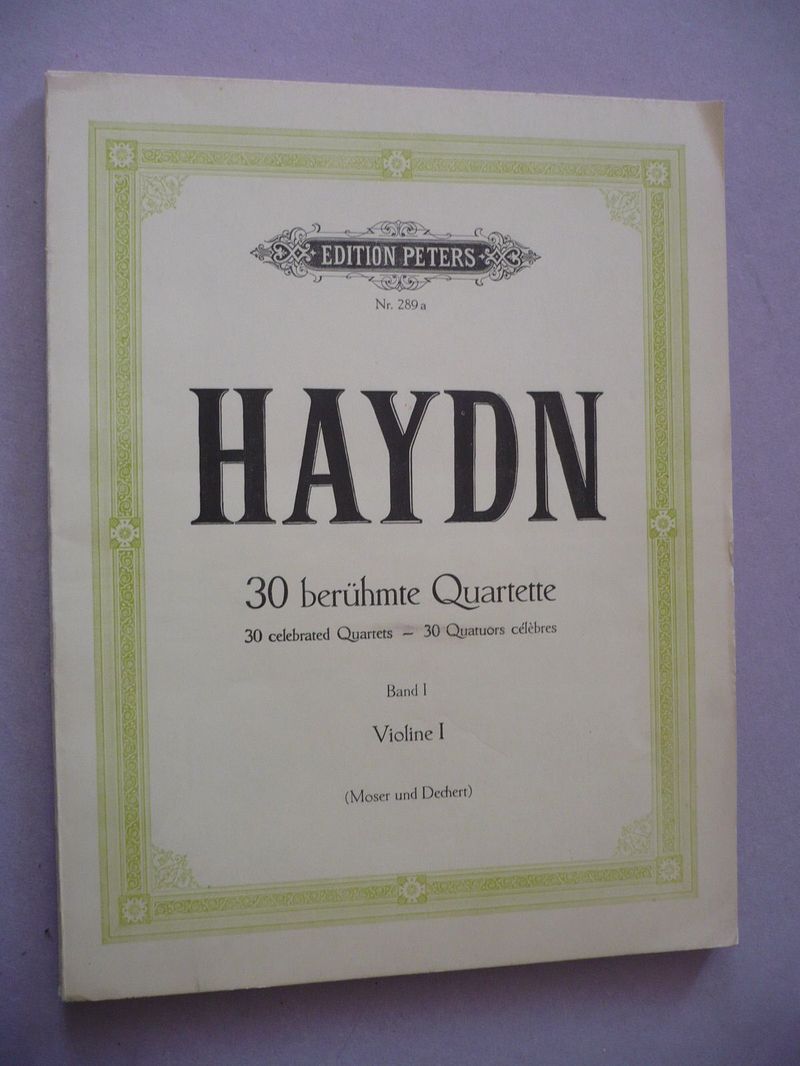 EDITION PETERS
Nr. 289a
HAYDN
30 berühmte Quartette
30 celebrated Quartets – 30 Quatuors célèbres
Band I
Violine I
(Moser und Dechert)